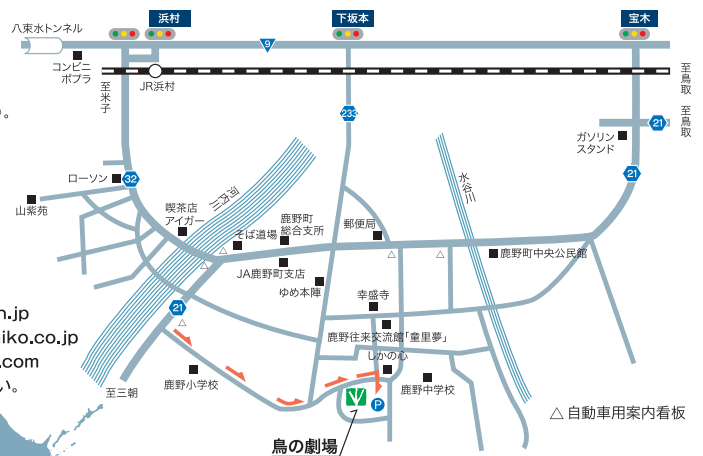 浜村
下坂本
宝木
八束水トンネル
9
コンビニ
ポプラ
JR浜村
至米子
至鳥取
至鳥取
)。
233
21
ガソリン
スタンド
ローソン
32
21
山紫苑
喫茶店
アイガー
河内川
水谷川
そば道場
鹿野町
総合支所
郵便局
鹿野町中央公民館
JA鹿野町支店
ゆめ本陣
21
幸盛寺
鹿野往来交流館「童里夢」
しかの心
n.jp
niko.co.jp
.com
い。
至三朝
鹿野小学校
鹿野中学校
P
鳥の劇場
△自動車用案内看板